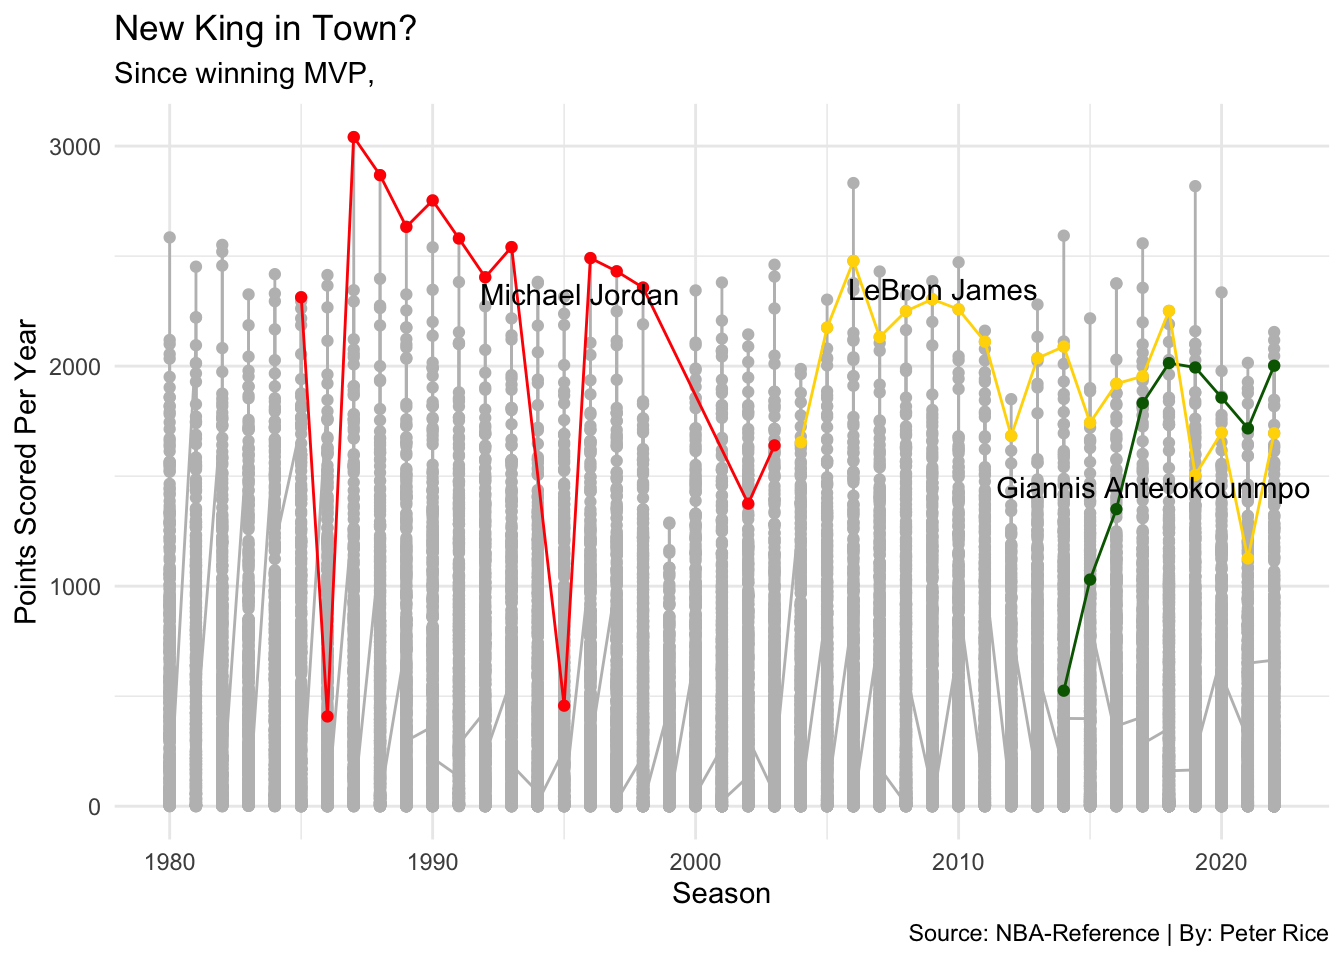 New King in Town?
Since winning MVP,
3000
2000
1000
0
Points Scored Per Year
Michael Jordan
LeBron James
Giannis Antetokounmpo
1980 1990 2000 2010 2020
Season
Source: NBA-Reference | By: Peter Rice